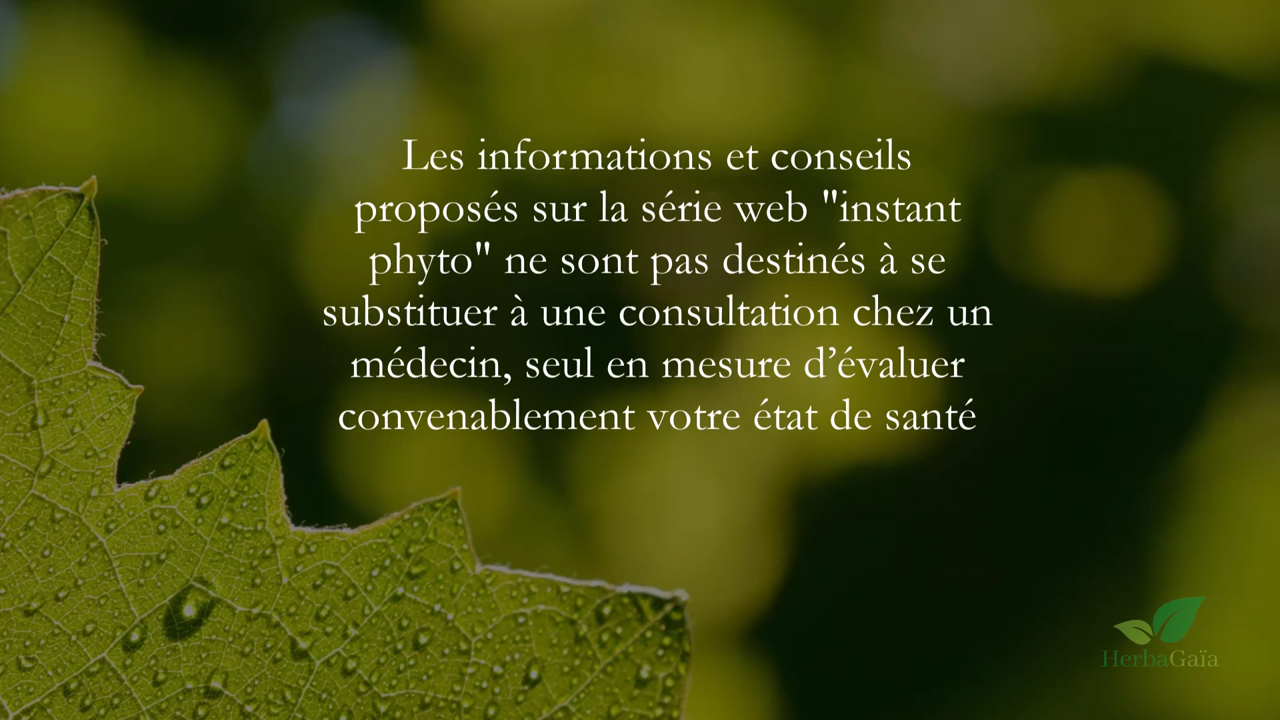 Les informations et conseils
proposés sur la série web "instant
phyto" ne sont pas destinés à se
substituer à une consultation chez un
médecin, seul en mesure d’évaluer
convenablement votre état de santé
HerbaGaïa